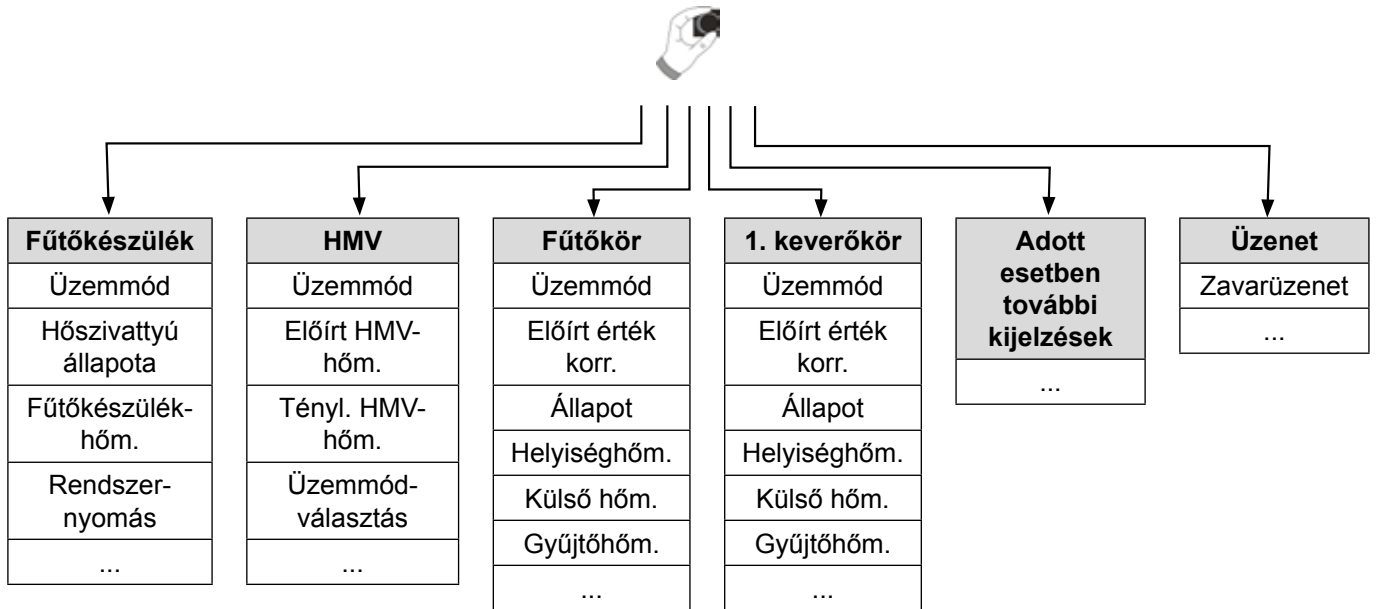 Fűtőkészülék
Üzemmód
Hőszivattyú
állapota
Fűtőkészülék-
hőm.
Rendszer-
nyomás
...
HMV
Üzemmód
Előírt HMV-
hőm.
Tényl. HMV-
hőm.
Üzemmód-
választás
...
Fűtőkör
Üzemmód
Előírt érték
korr.
Állapot
Helyiséghőm.
Külső hőm.
Gyűjtőhőm.
...
1. keverőkör
Üzemmód
Előírt érték
korr.
Állapot
Helyiséghőm.
Külső hőm.
Gyűjtőhőm.
...
Adott
esetben
további
kijelzések
...
Üzenet
Zavarüzenet
...